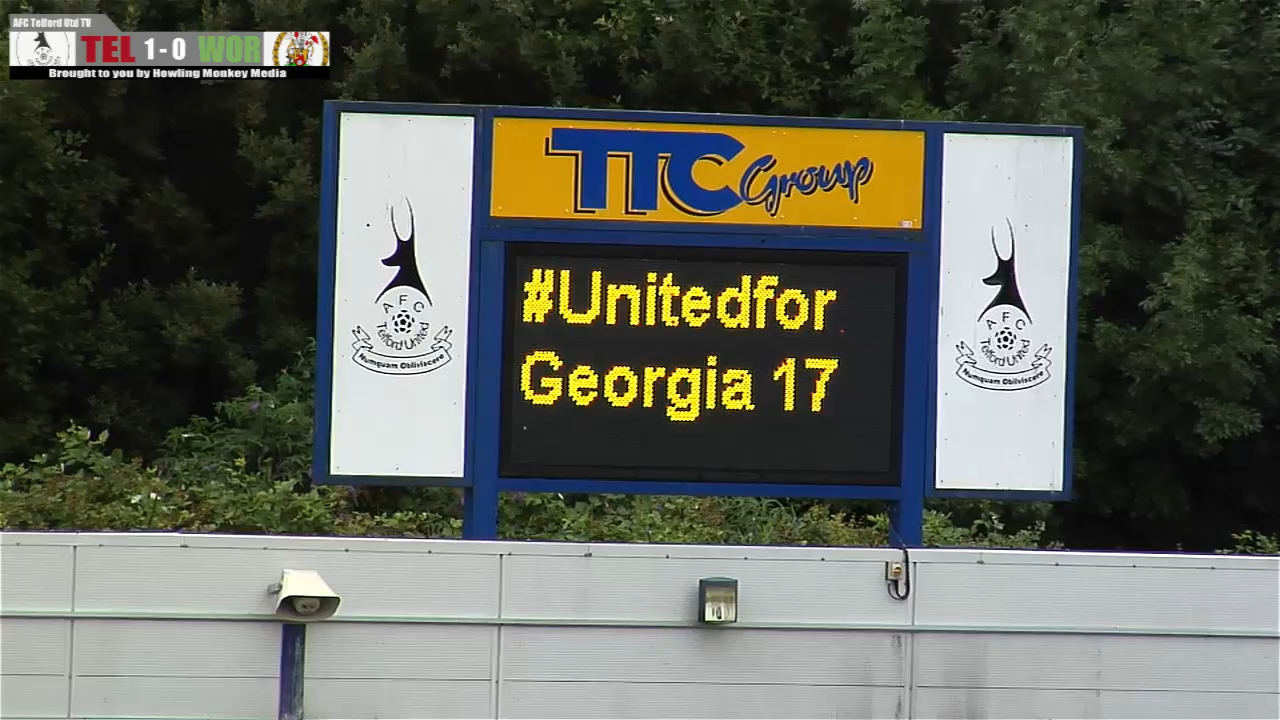 AFC Telford Utd TV
TEL 1-0 WOR
Brought to you by Howling Monkey Media
TTC Group
#Unitedfor
Georgia 17
AFC
Telford United
Numquam Obliviscere
AFC
Telford United
Numquam Obliviscere